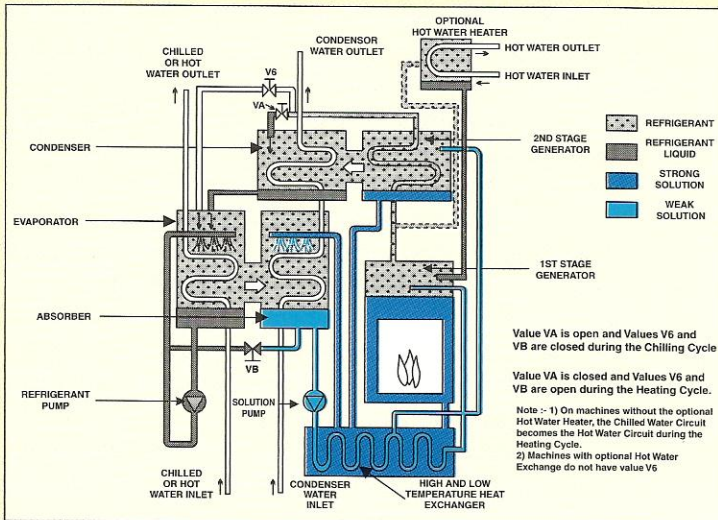 OPTIONAL
HOT WATER HEATER
CONDENSOR
WATER OUTLET
CHILLED
OR HOT
WATER OUTLET
HOT WATER OUTLET
HOT WATER INLET
V6
VA
CONDENSER
2ND STAGE
GENERATOR
REFRIGERANT
REFRIGERANT
LIQUID
STRONG
SOLUTION
WEAK
SOLUTION
EVAPORATOR
1ST STAGE
GENERATOR
ABSORBER
VB
REFRIGERANT
PUMP
SOLUTION
PUMP
Value VA is open and Values V6 and
VB are closed during the Chilling Cycle
Value VA is closed and Values V6 and
VB are open during the Heating Cycle.
Note :- 1) On machines without the optional
Hot Water Heater, the Chilled Water Circuit
becomes the Hot Water Circuit during the
Heating Cycle.
2) Machines with optional Hot Water
Exchange do not have value V6
CHILLED
OR HOT
WATER INLET
CONDENSER
WATER
INLET
HIGH AND LOW
TEMPERATURE HEAT
EXCHANGER